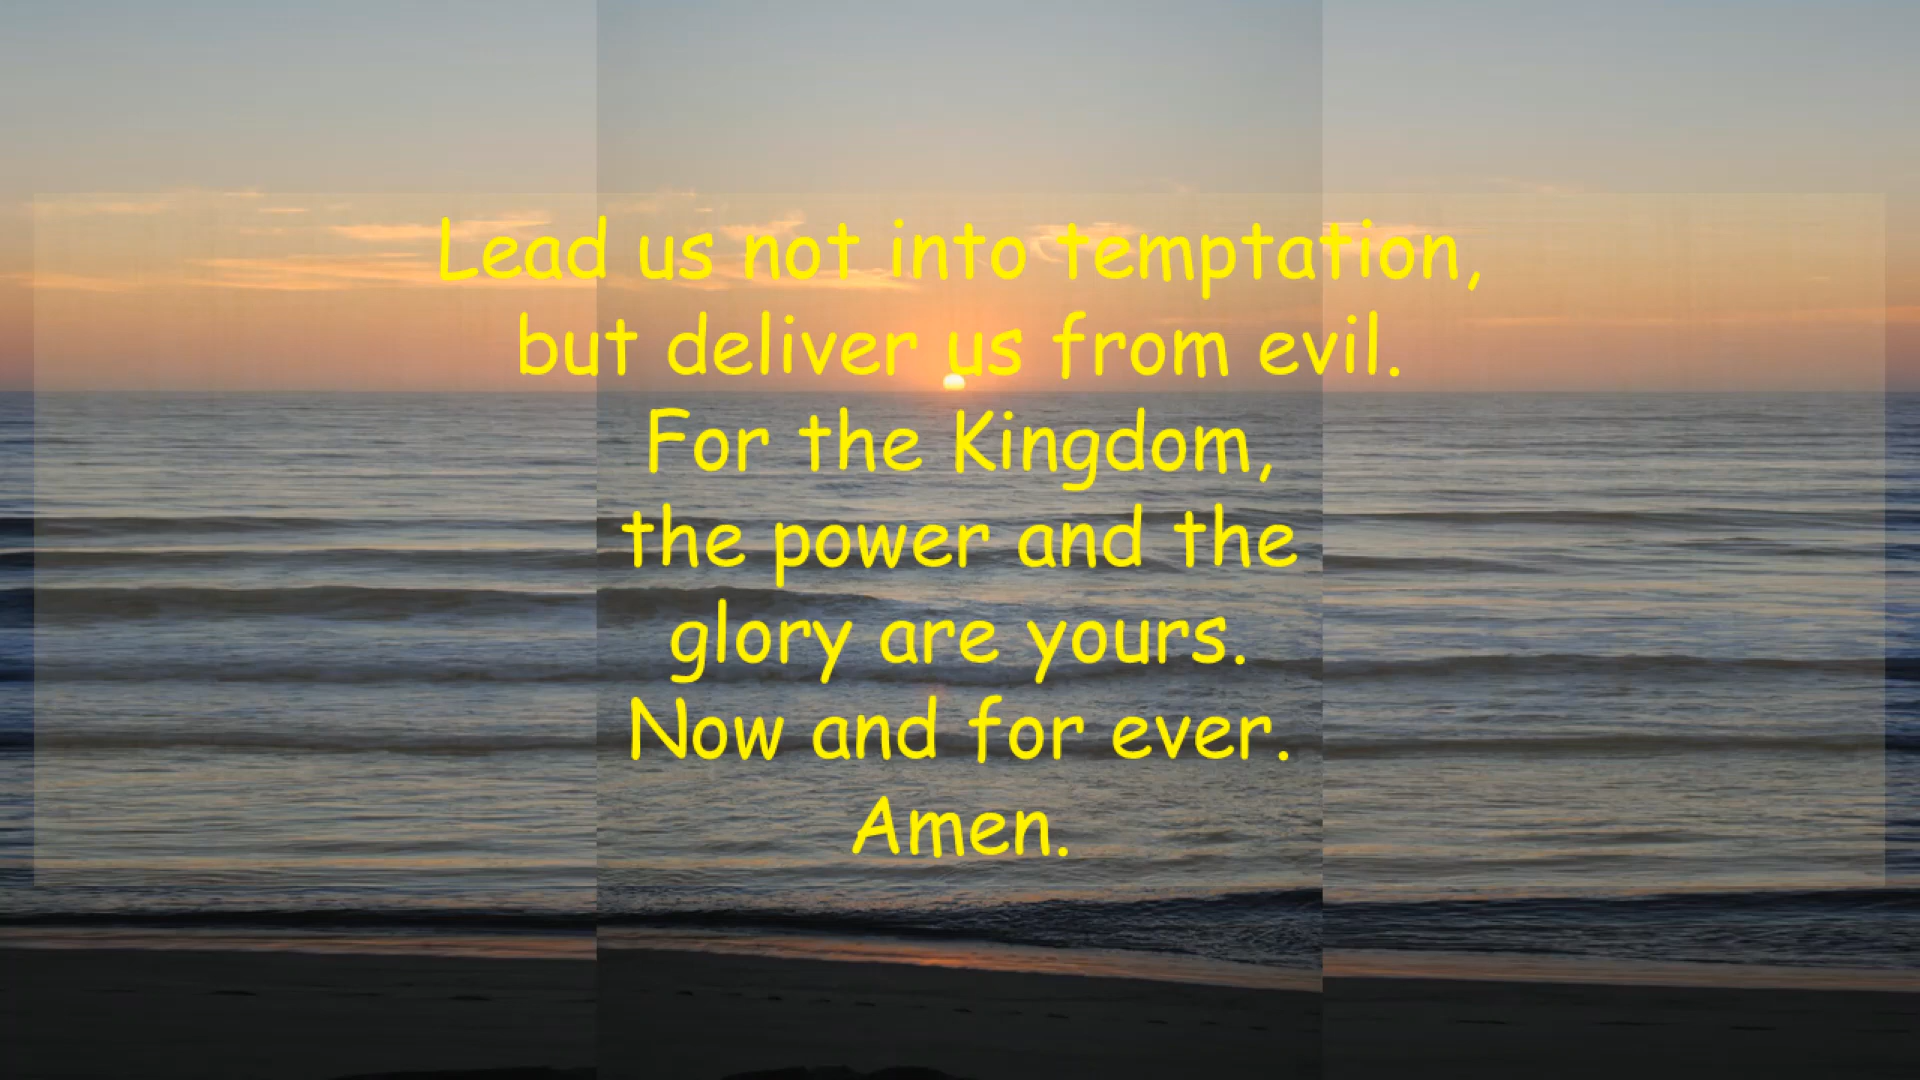 Lead us not into temptation,
but deliver us from evil.
For the Kingdom,
the power and the
glory are yours.
Now and for ever.
Amen.